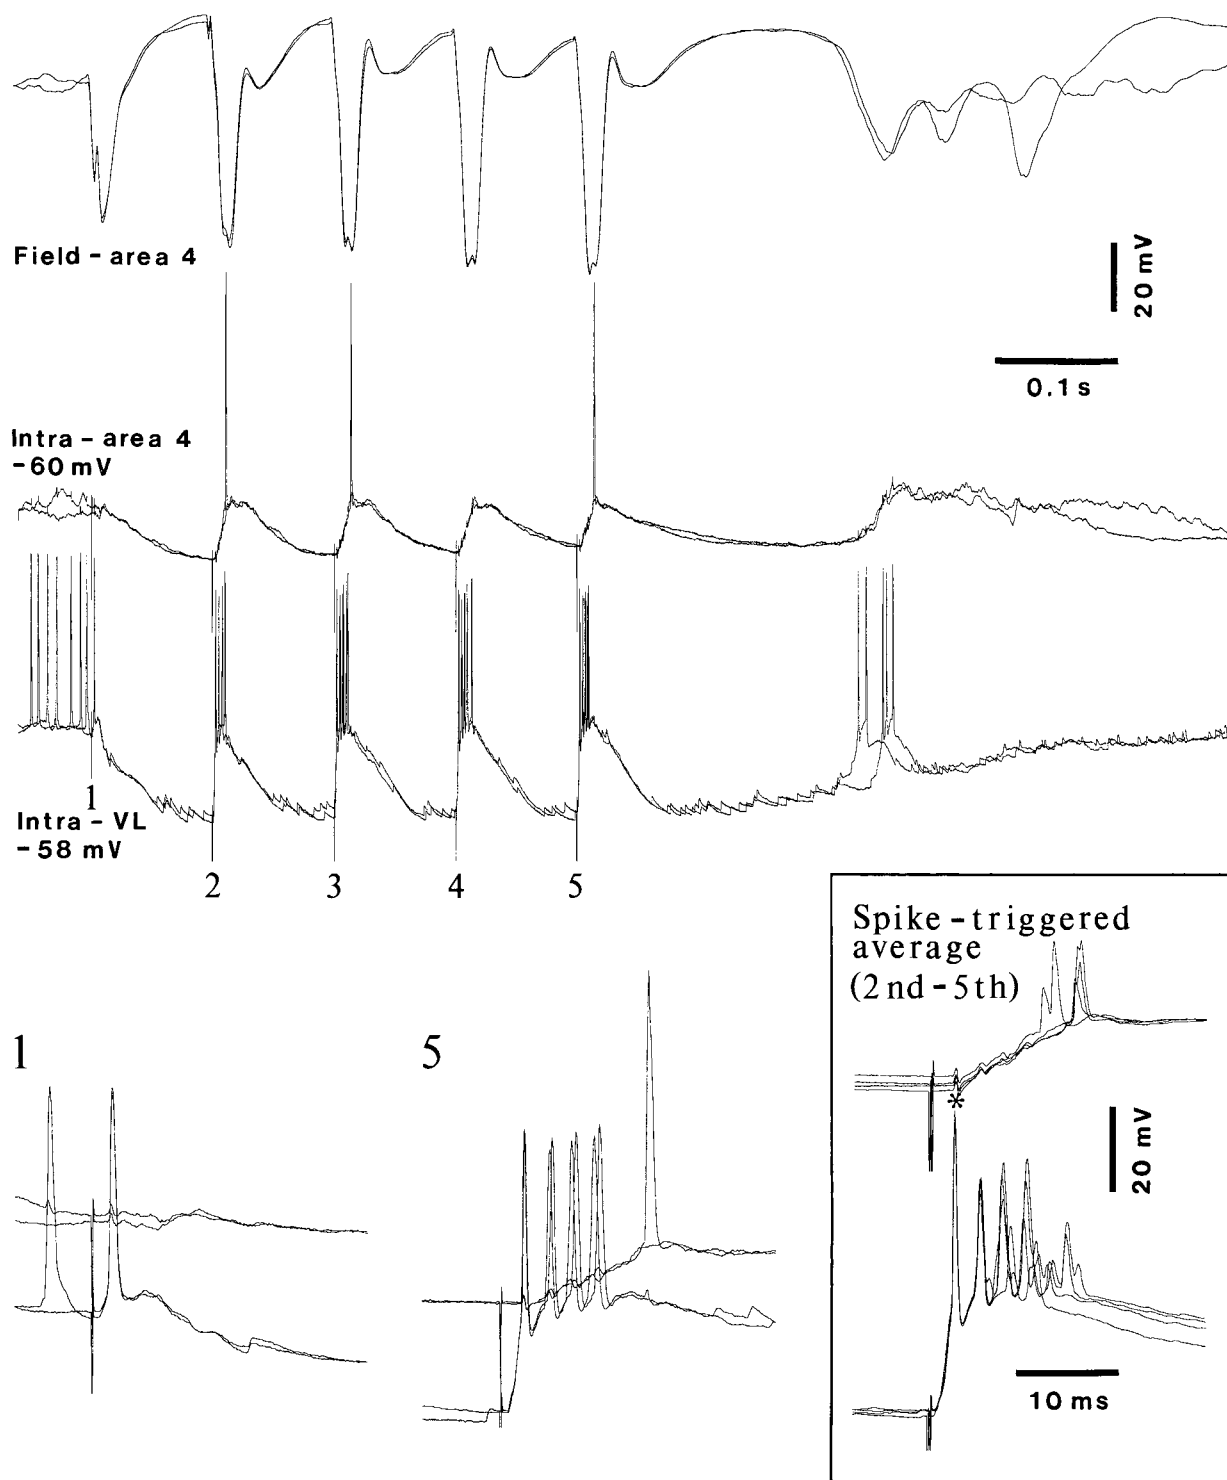 Field - area 4
20 mV
0.1 s
Intra - area 4
-60 mV
1
Intra - VL
-58 mV
2
3
4
5
Spike - triggered
average
(2nd - 5th)
1
5
*
20 mV
10 ms